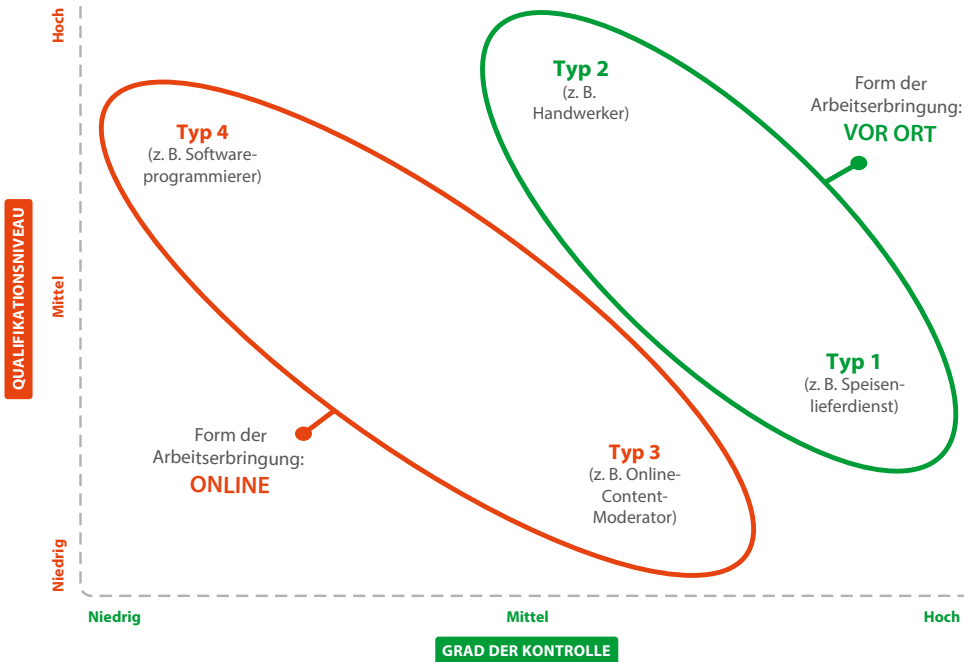 Hoch
Typ 2
(z. B.
Handwerker)
Form der
Arbeitserbringung:
VOR ORT
Typ 4
(z. B. Software-
programmierer)
QUALIFIKATIONSNIVEAU
Mittel
Typ 1
(z. B. Speisen-
lieferdienst)
Form der
Arbeitserbringung:
ONLINE
Typ 3
(z. B. Online-
Content-
Moderator)
Niedrig
Niedrig
Mittel
Hoch
GRAD DER KONTROLLE